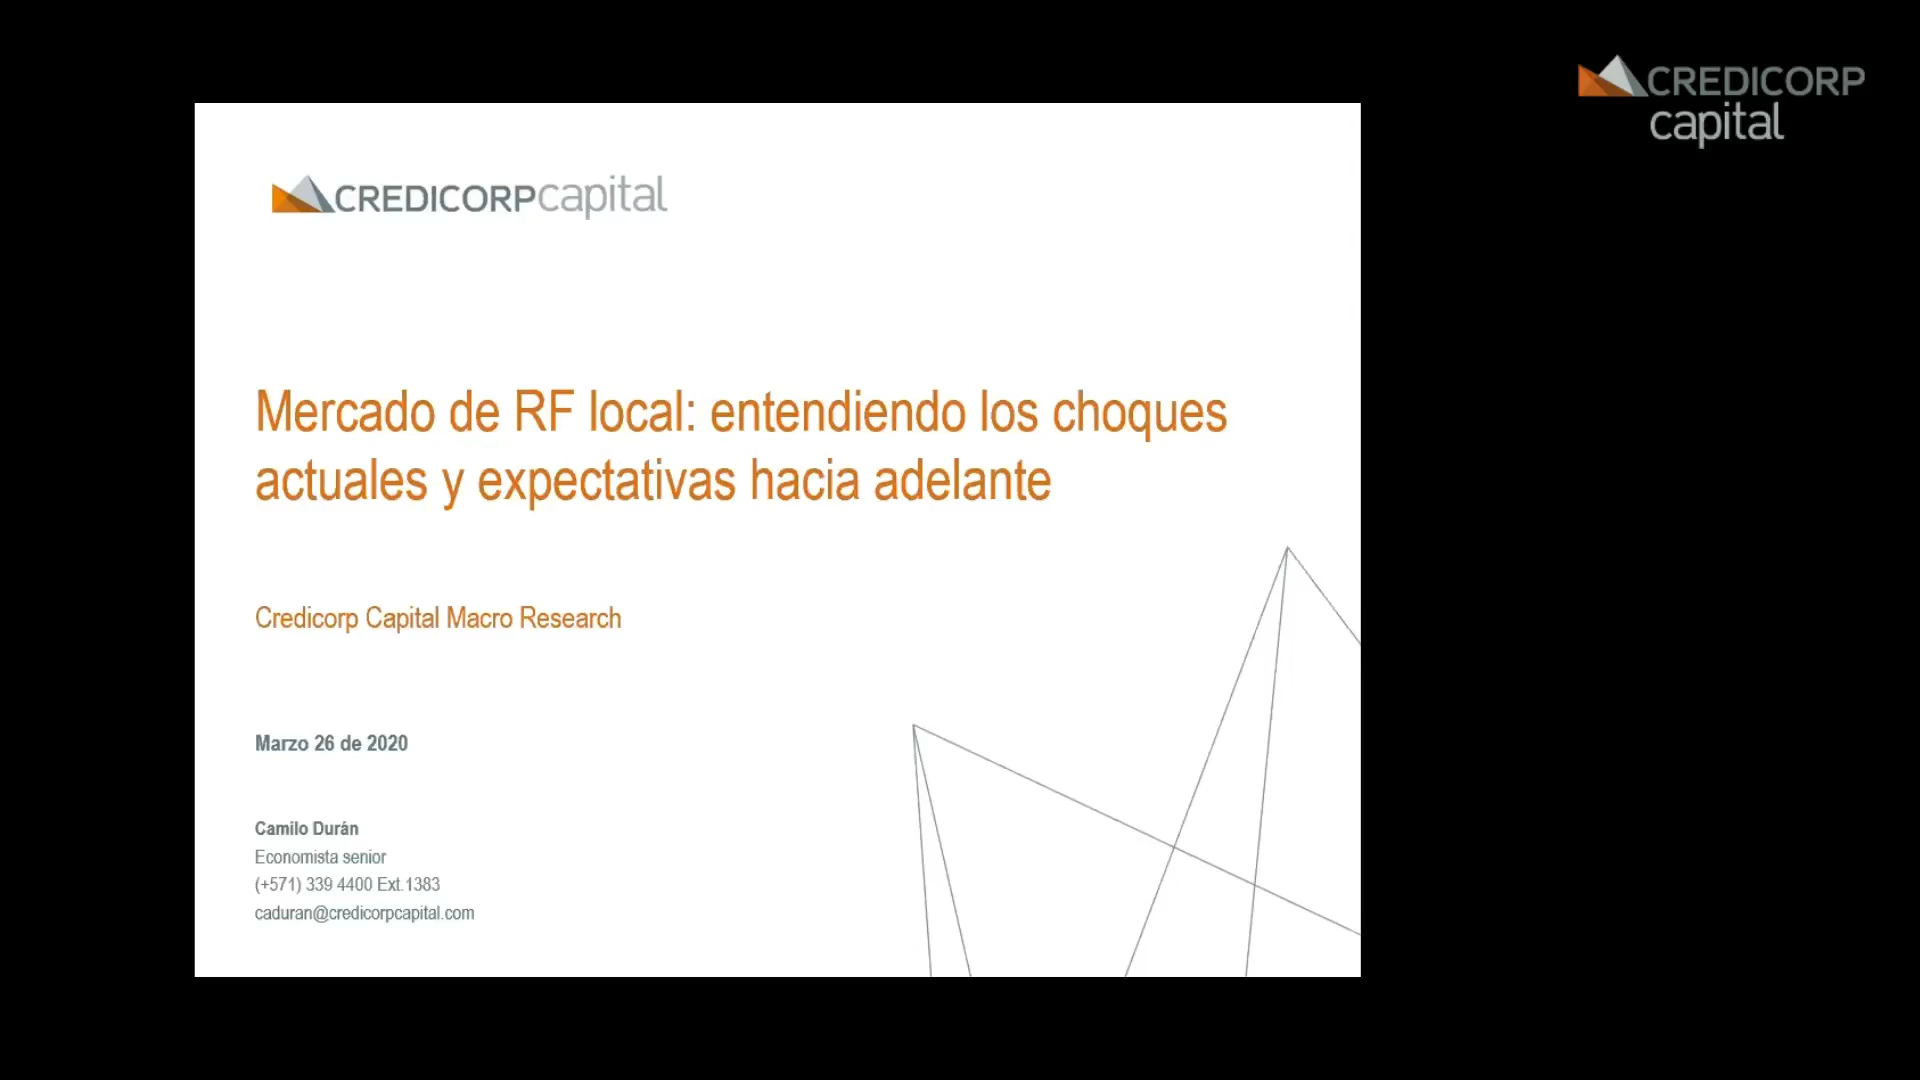 CREDICORP
capital
CREDICORPcapital
Mercado de RF local: entendiendo los choques
actuales y expectativas hacia adelante
Credicorp Capital Macro Research
Marzo 26 de 2020
Camilo Durán
Economista senior
(+571) 339 4400 Ext.1383
caduran@credicorpcapital.com